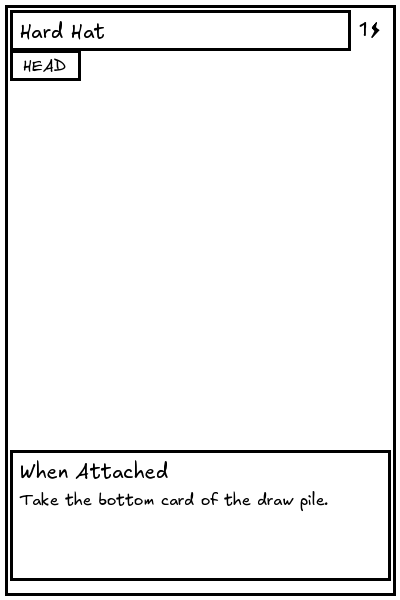 Hard Hat
1⚡
HEAD
When Attached
Take the bottom card of the draw pile.